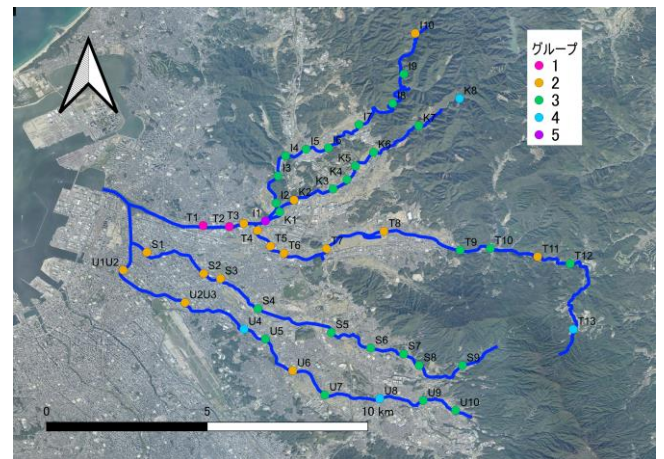 I10
グループ
1
2
3
4
5
I9
K8
I8
I7
K7
I4
I5
I6
K6
I3
K5
K4
K3
I2
K2
T1
T2
T3
I1
K1
T4
T5
T8
T6
T9
T10
T11
T12
S1
U1U2
S2
S3
U2U3
S4
U4
T13
U5
S5
S6
S7
S8
S9
U6
U7
U8
U9
U10
0
5
10 km